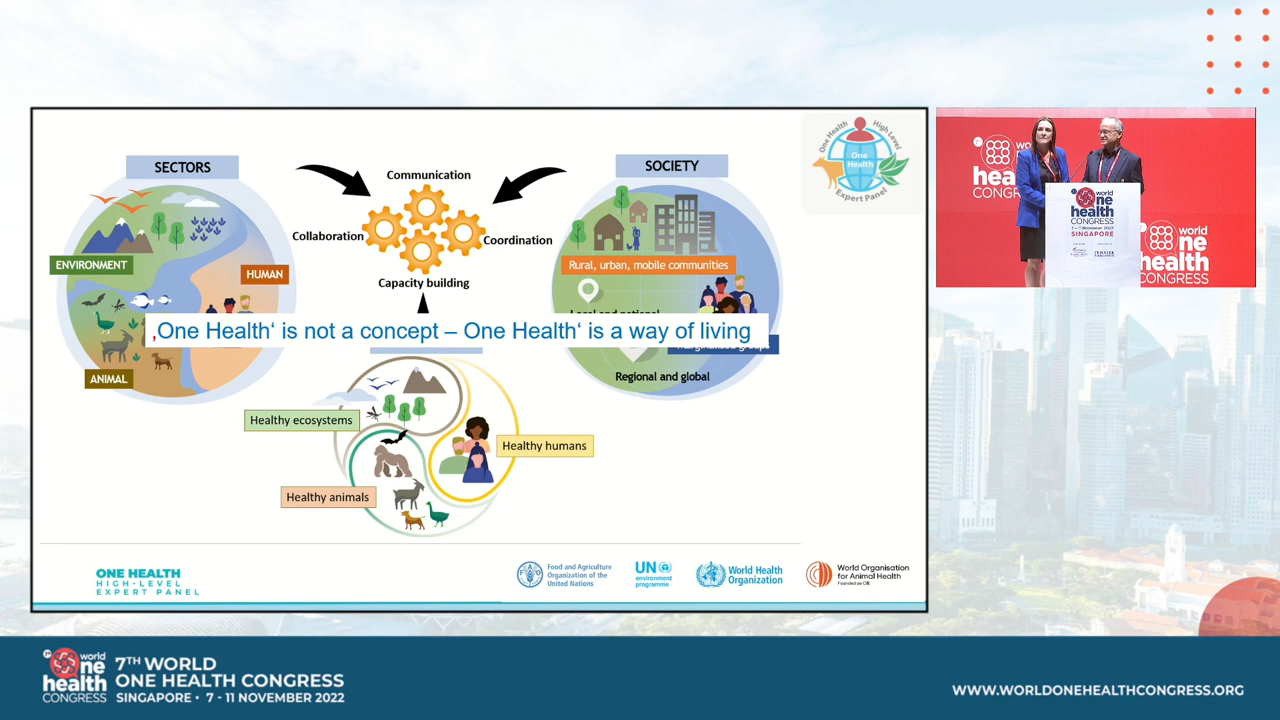 SECTORS
Communication
SOCIETY
One Health High Level
One Health
Expert Panel
Collaboration
Coordination
Capacity building
ENVIRONMENT
HUMAN
ANIMAL
Rural, urban, mobile communities
‚One Health‘ is not a concept – One Health‘ is a way of living
Regional and global
Healthy ecosystems
Healthy humans
Healthy animals
ONE HEALTH
HIGH-LEVEL
EXPERT PANEL
FAO
Food and Agriculture
Organization of the
United Nations
UN
environment
programme
World Health
Organization
World Organisation
for Animal Health
Founded as OIE
world
one
health
CONGRESS
7 - 11 November 2022
SINGAPORE
world
one
health
CONGRESS
world
one
health
CONGRESS
7TH WORLD
ONE HEALTH CONGRESS
SINGAPORE • 7 - 11 NOVEMBER 2022
WWW.WORLDONEHEALTHCONGRESS.ORG